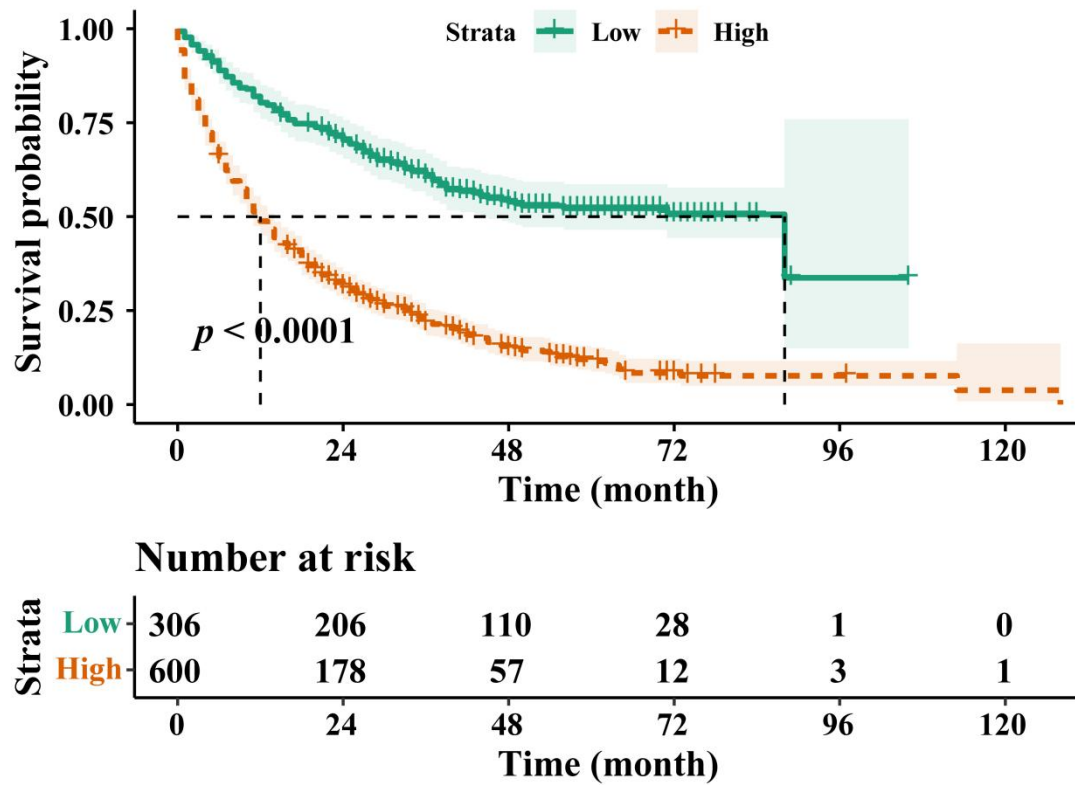 Strata Low High
Survival probability
1.00
0.75
0.50
0.25
0.00
p < 0.0001
0 24 48 72 96 120
Time (month)
Number at risk
Strata
Low 306 206 110 28 1 0
High 600 178 57 12 3 1
0 24 48 72 96 120
Time (month)